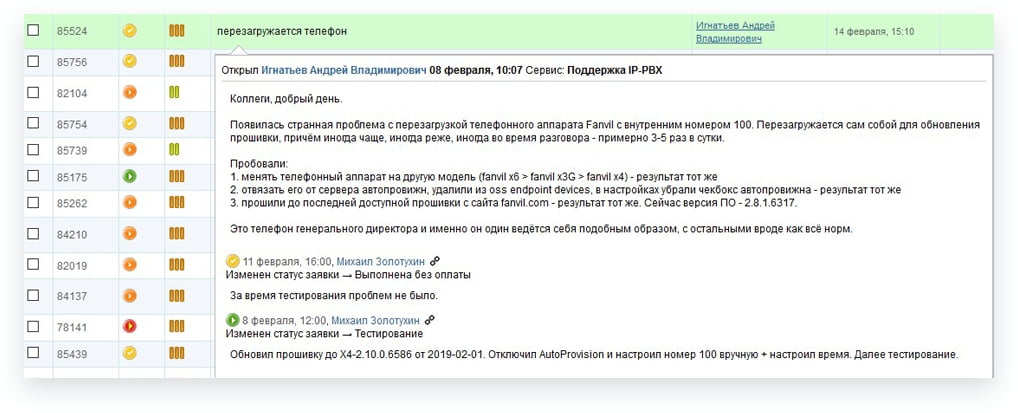 85524 перезагружается телефон Игнатьев Андрей Владимирович 14 февраля, 15:10
85756
82104
85754
85739
85175
85262
84210
82019
84137
78141
85439
Открыл Игнатьев Андрей Владимирович 08 февраля, 10:07 Сервис: Поддержка IP-PBX
Коллеги, добрый день.
Появилась странная проблема с перезагрузкой телефонного аппарата Fanvil с внутренним номером 100. Перезагружается сам собой для обновления
прошивки, причём иногда чаще, иногда реже, иногда во время разговора - примерно 3-5 раз в сутки.
Пробовали:
1. менять телефонный аппарат на другую модель (fanvil x6 > fanvil x3G > fanvil x4) - результат тот же
2. отвязать его от сервера автопровижн, удалили из oss endpoint devices, в настройках убрали чекбокс автопровижна - результат тот же
3. прошили до последней доступной прошивки с сайта fanvil.com - результат тот же. Сейчас версия ПО - 2.8.1.6317.
Это телефон генерального директора и именно он один ведётся себя подобным образом, с остальными вроде как всё норм.
11 февраля, 16:00, Михаил Золотухин
Изменен статус заявки → Выполнена без оплаты
За время тестирования проблем не было.
8 февраля, 12:00, Михаил Золотухин
Изменен статус заявки → Тестирование
Обновил прошивку до X4-2.10.0.6586 от 2019-02-01. Отключил AutoProvision и настроил номер 100 вручную + настроил время. Далее тестирование.